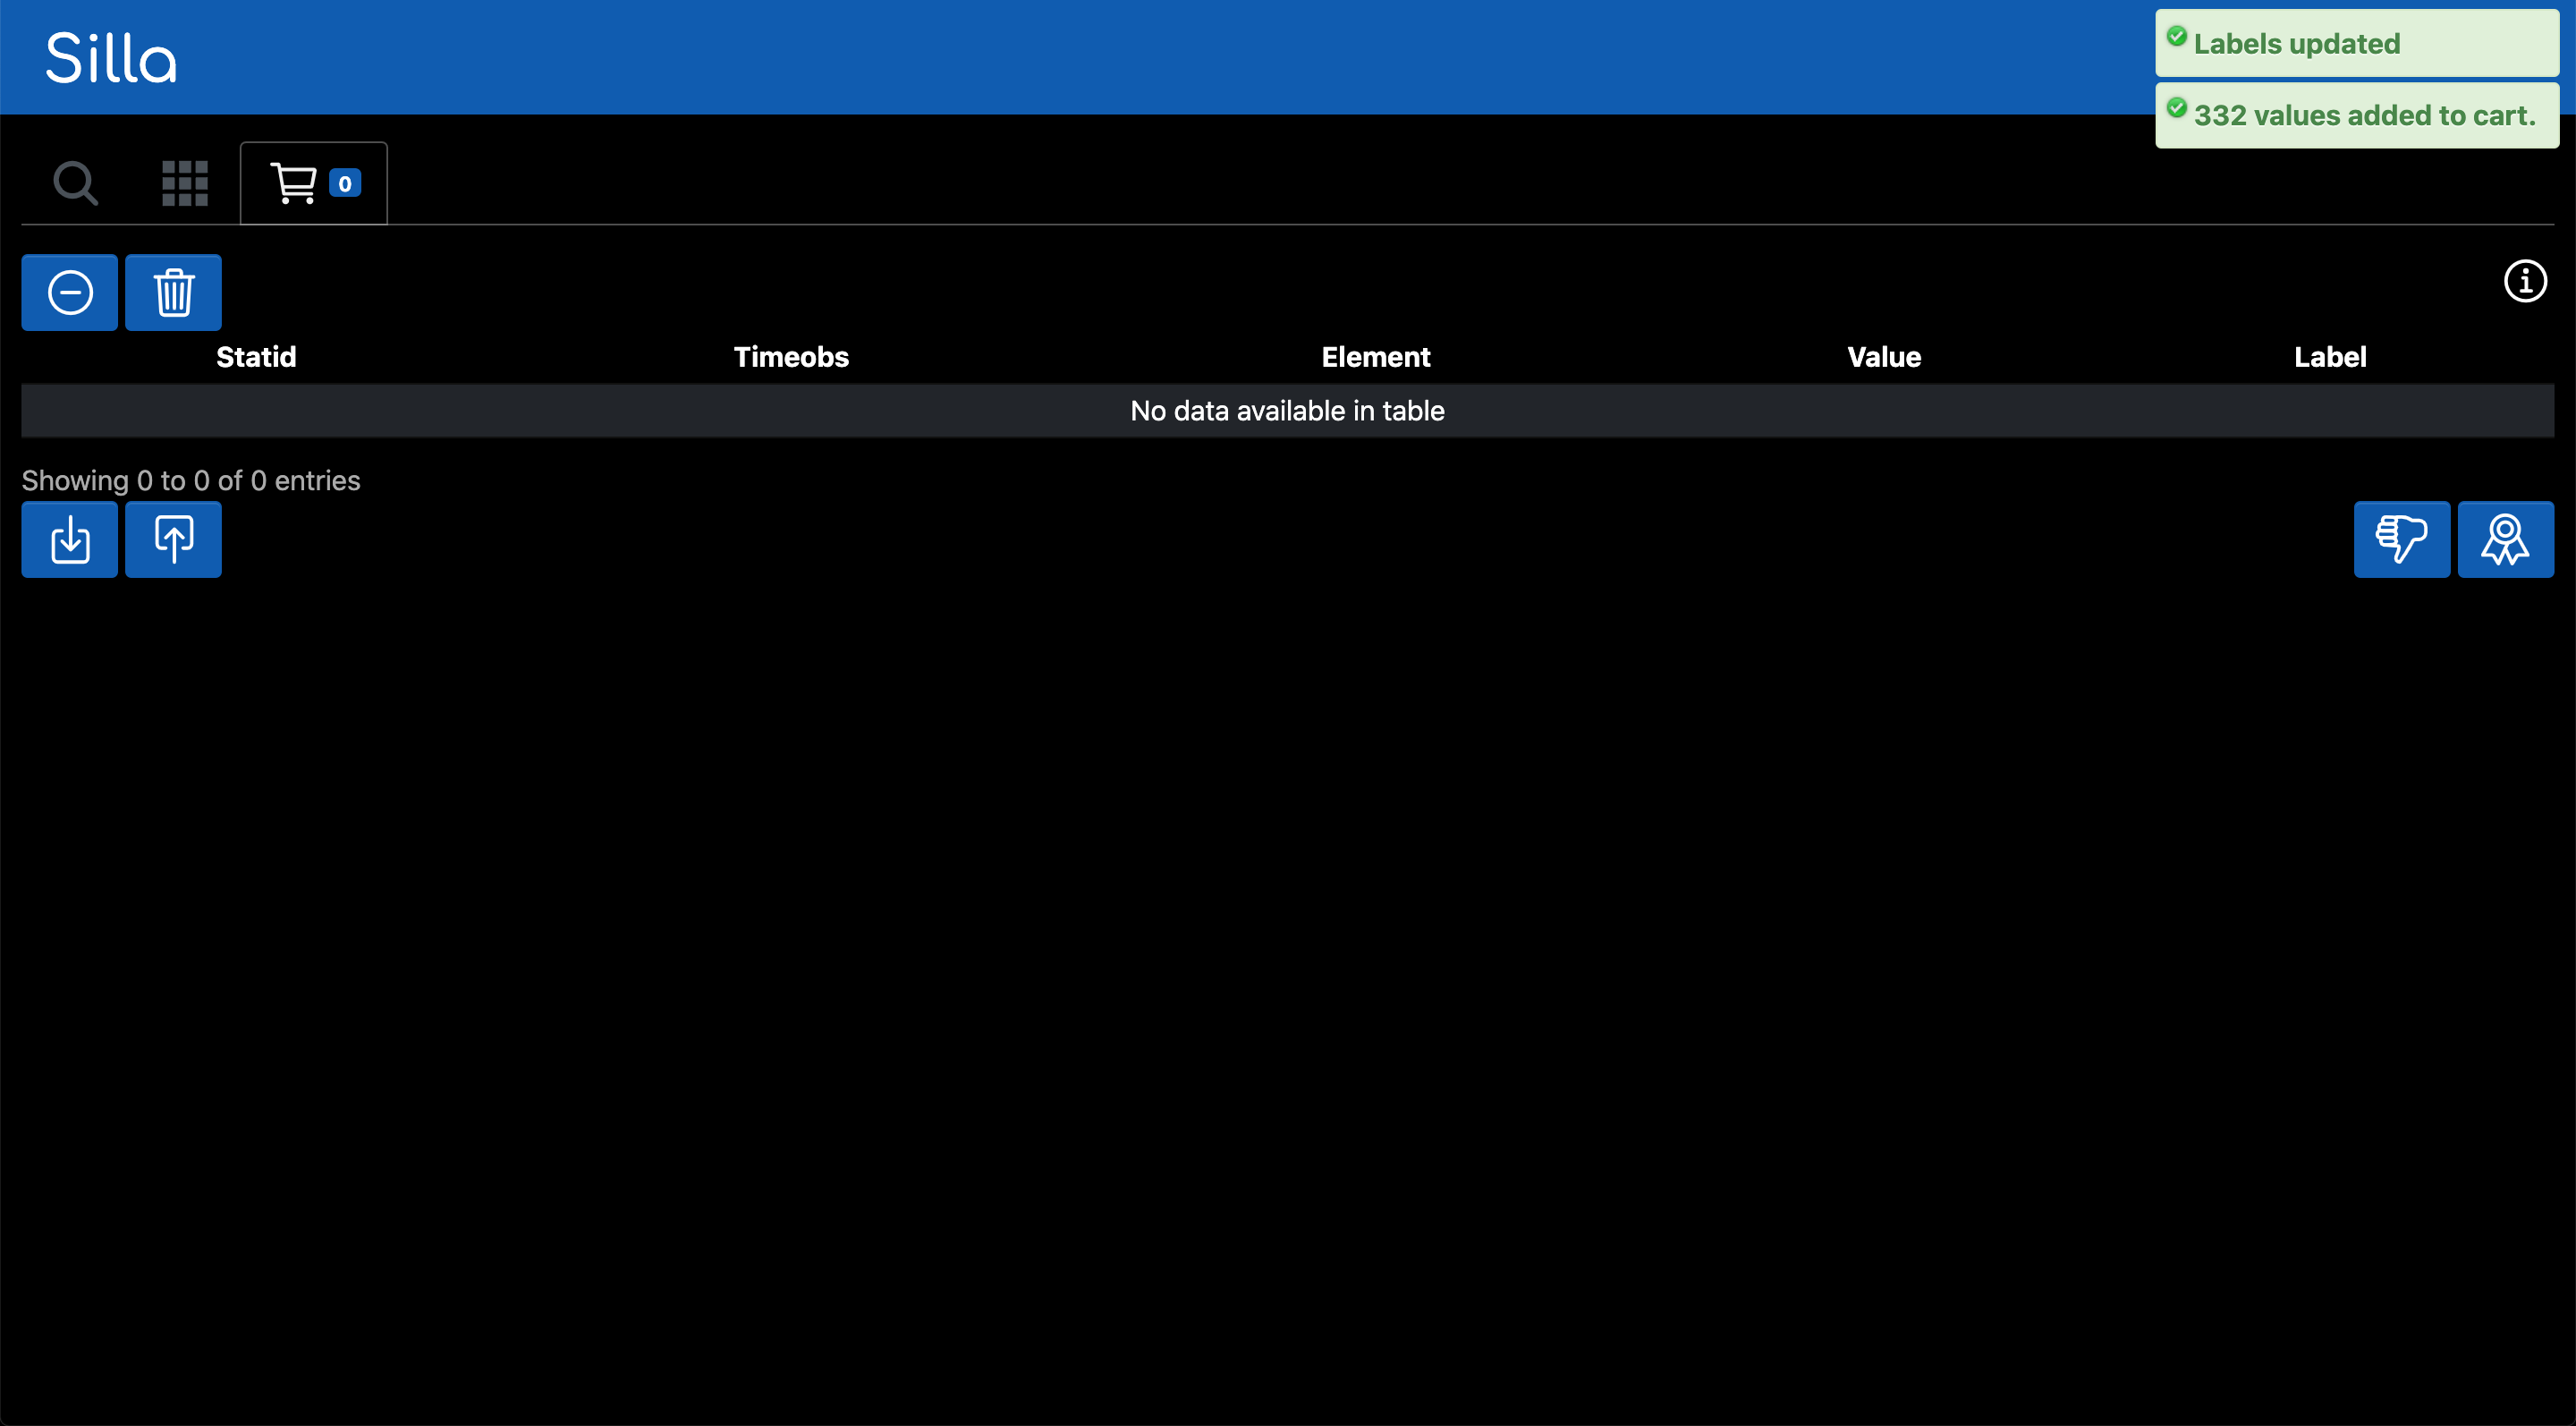 Silla
Labels updated
332 values added to cart.
0
Statid Timeobs Element Value Label
No data available in table
Showing 0 to 0 of 0 entries